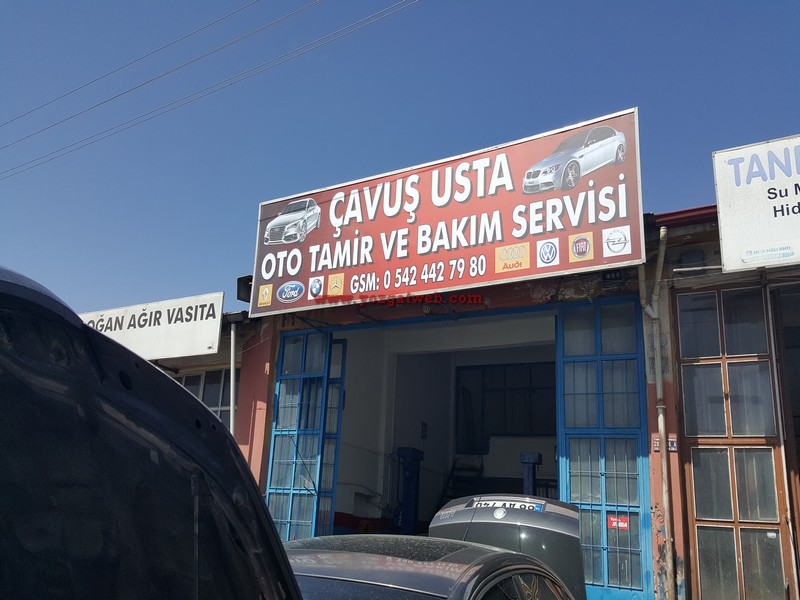 ÇAVUŞ USTA
OTO TAMİR VE BAKIM SERVİSİ
GSM: 0 542 442 79 80
Ford
Audi
FIAT
www.yozgatweb.com
OĞAN AĞIR VASITA
TANI
Su M
Hid